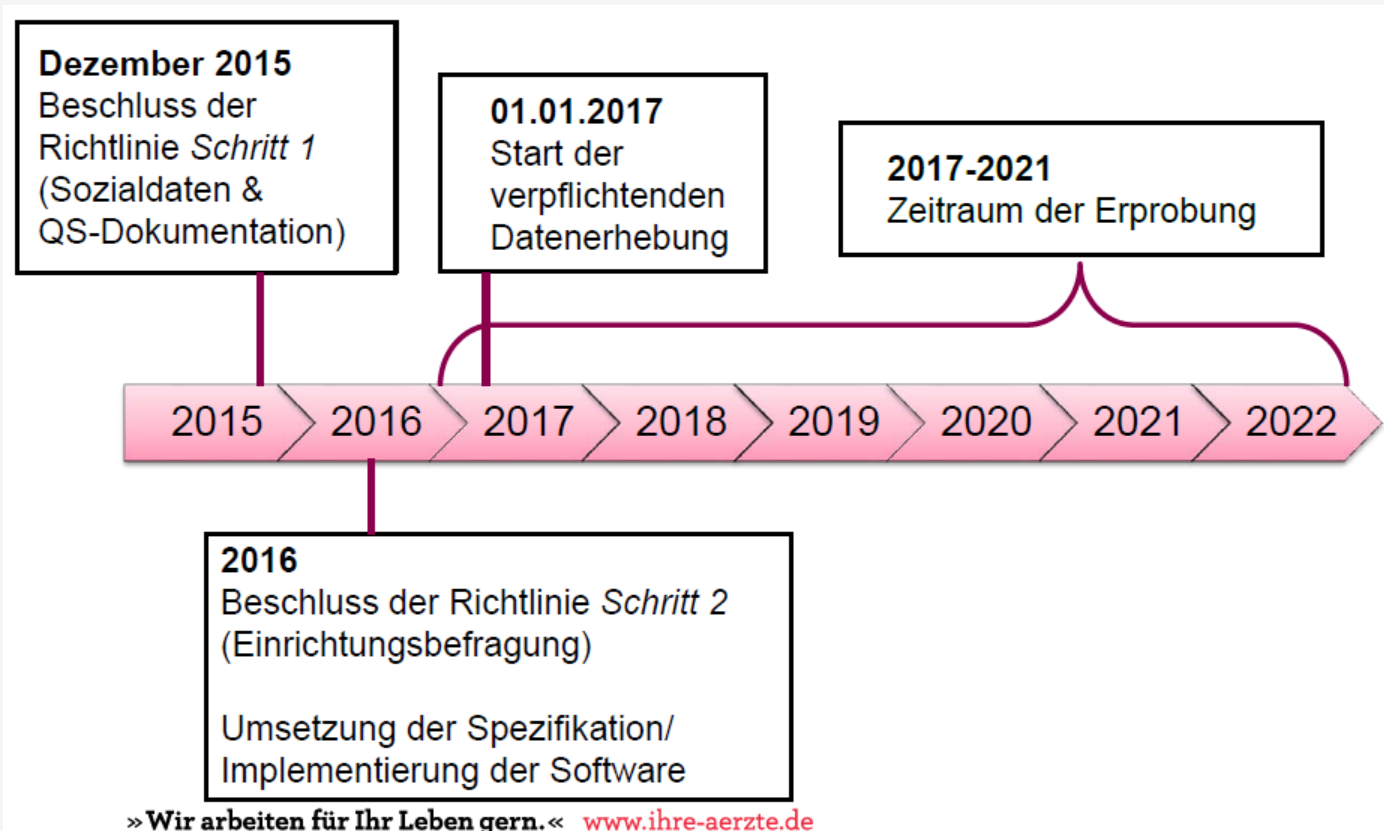 Dezember 2015
Beschluss der
Richtlinie Schritt 1
(Sozialdaten &
QS-Dokumentation)
01.01.2017
Start der
verpflichtenden
Datenerhebung
2017-2021
Zeitraum der Erprobung
2015 2016 2017 2018 2019 2020 2021 2022
2016
Beschluss der Richtlinie Schritt 2
(Einrichtungsbefragung)
Umsetzung der Spezifikation/
Implementierung der Software
»Wir arbeiten für Ihr Leben gern.« www.ihre-aerzte.de